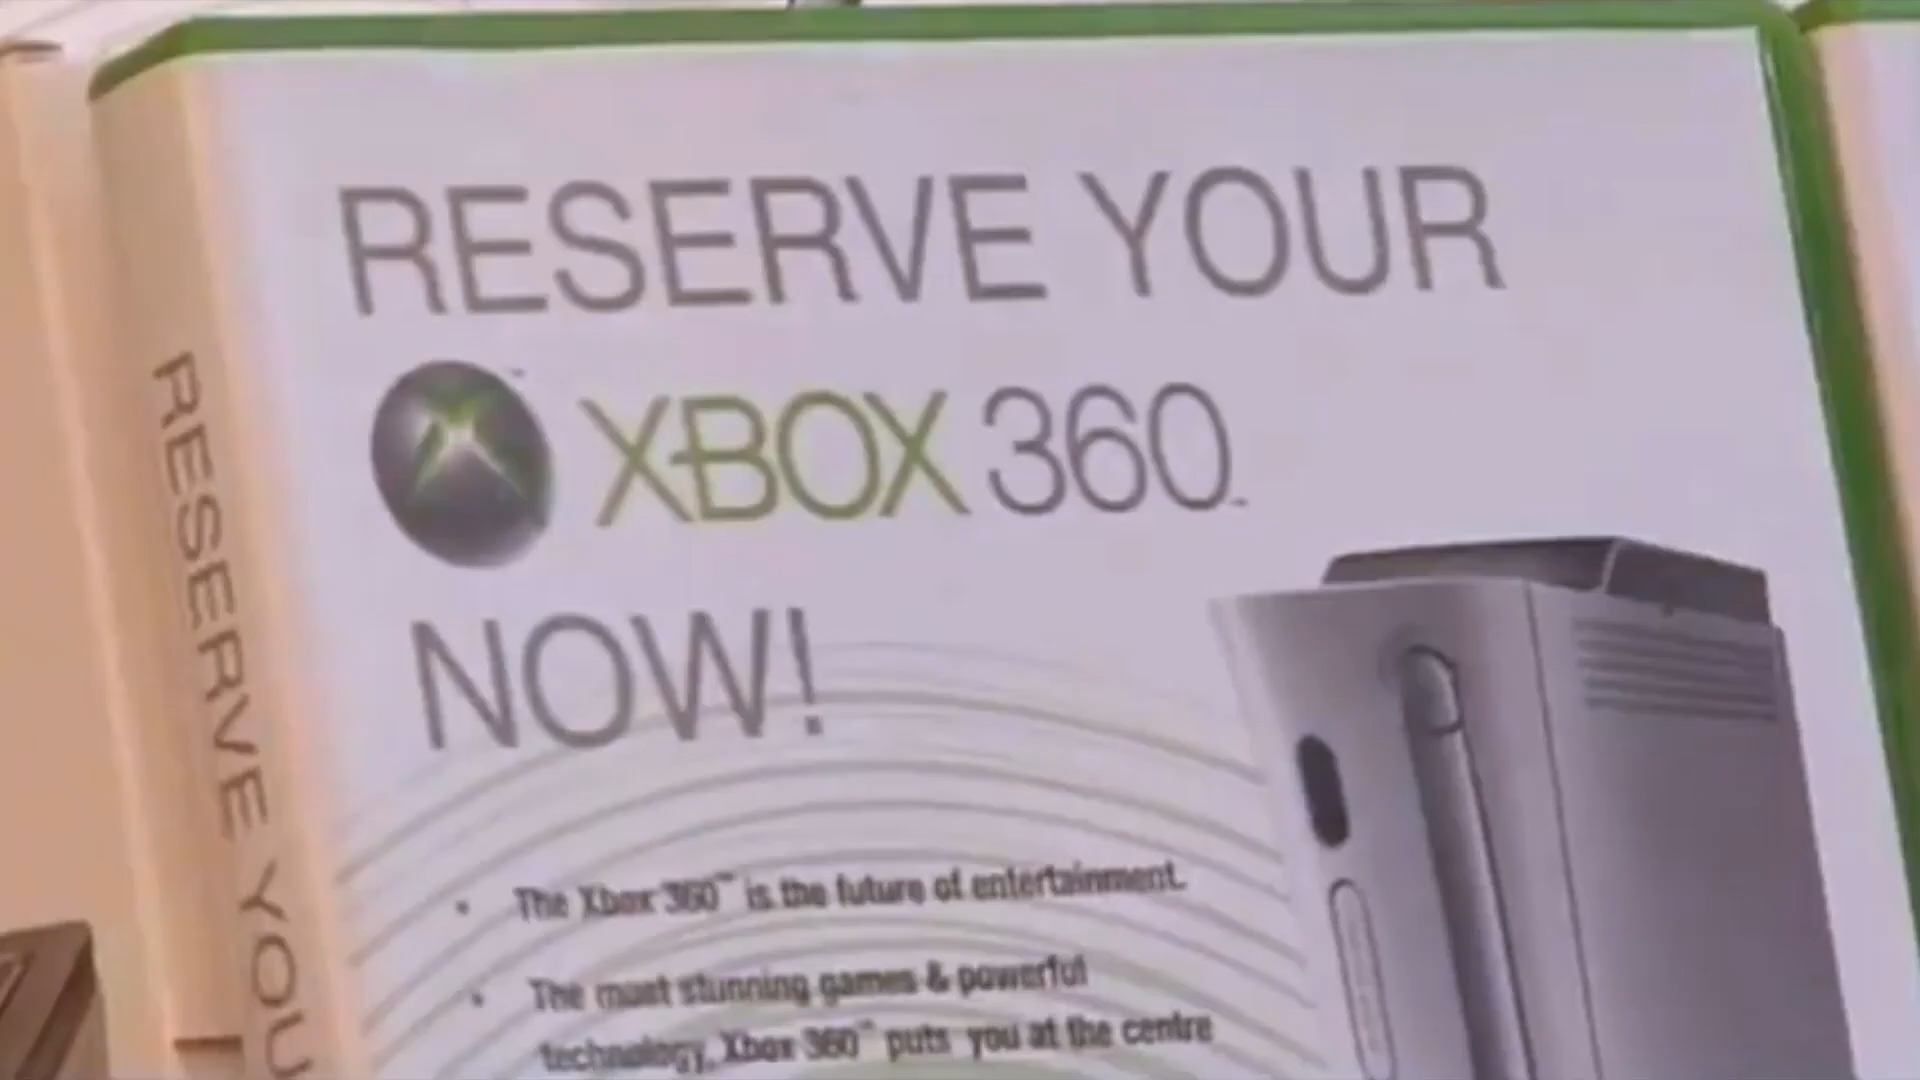 RESERVE YOUR
XBOX 360™
NOW!
• The Xbox 360™ is the future of entertainment.
• The most stunning games & powerful
technology, Xbox 360™ puts you at the centre
RESERVE YOU